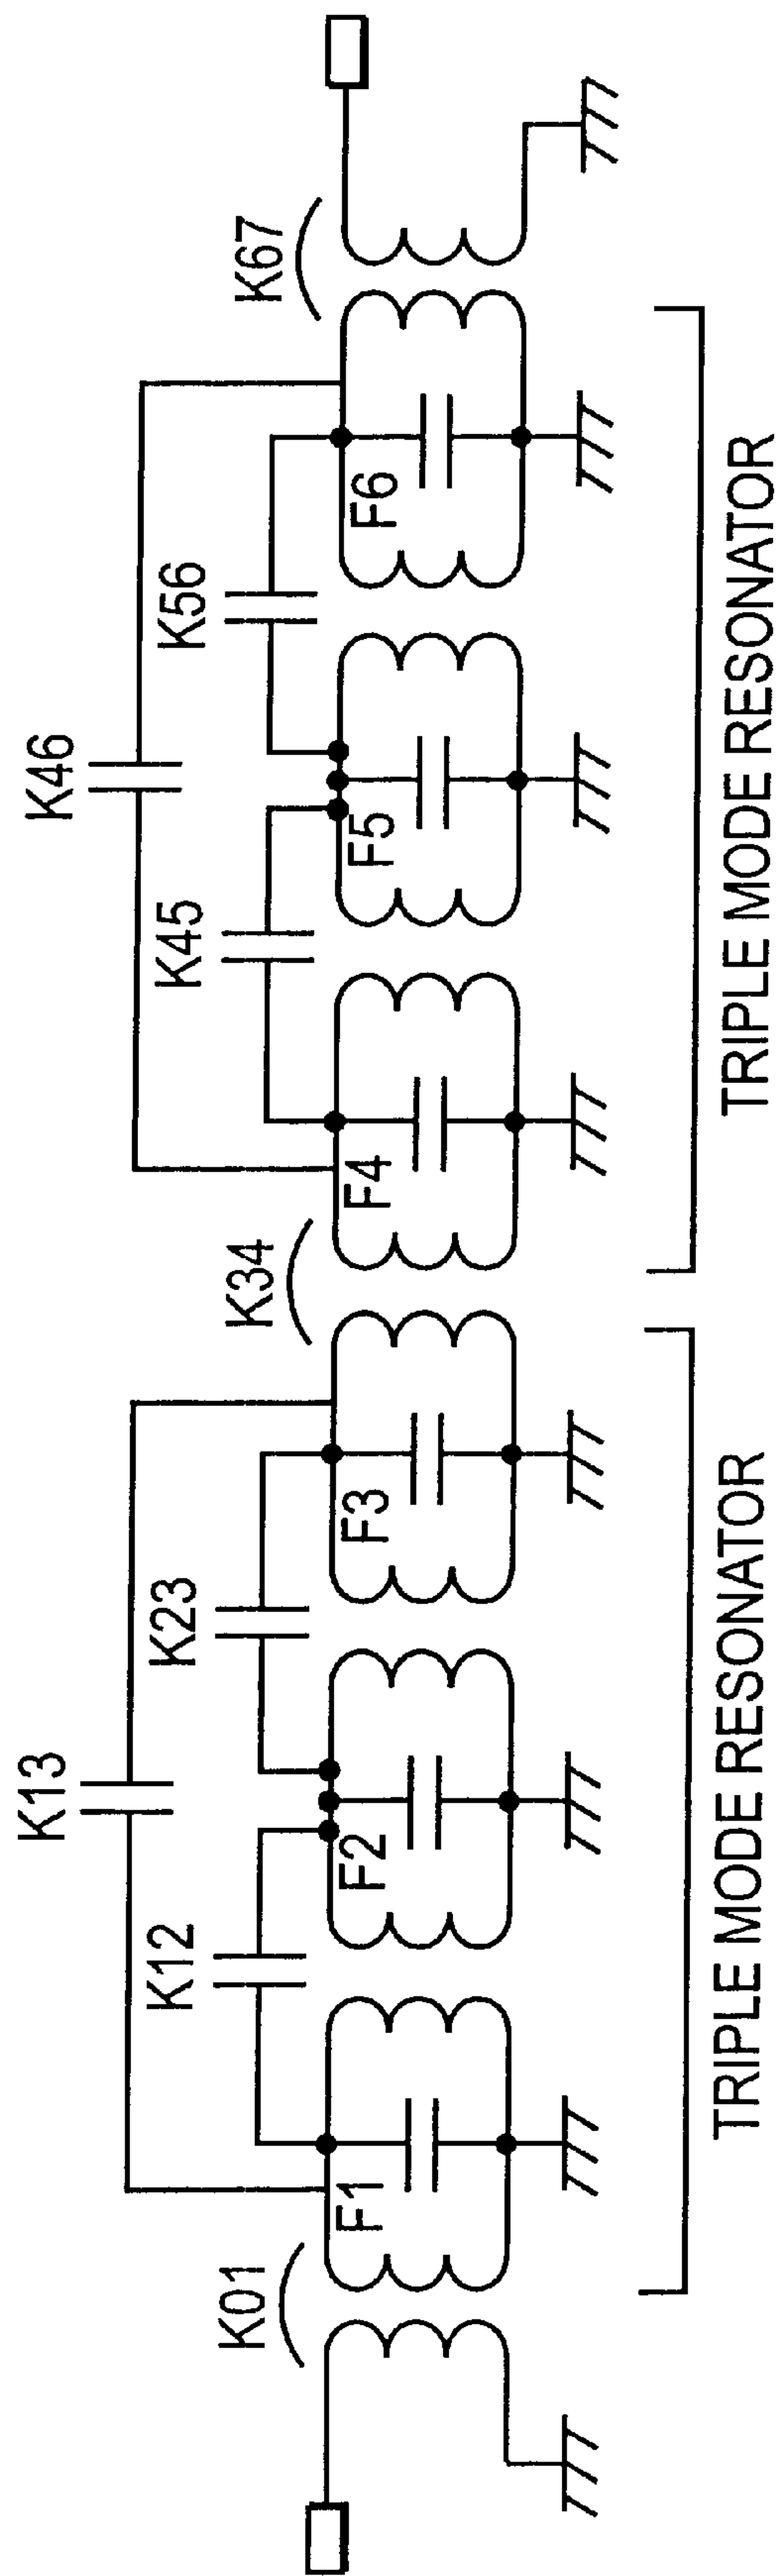 K13
K46
K01
K12
K23
K34
K45
K56
K67
F1
F2
F3
F4
F5
F6
TRIPLE MODE RESONATOR
TRIPLE MODE RESONATOR